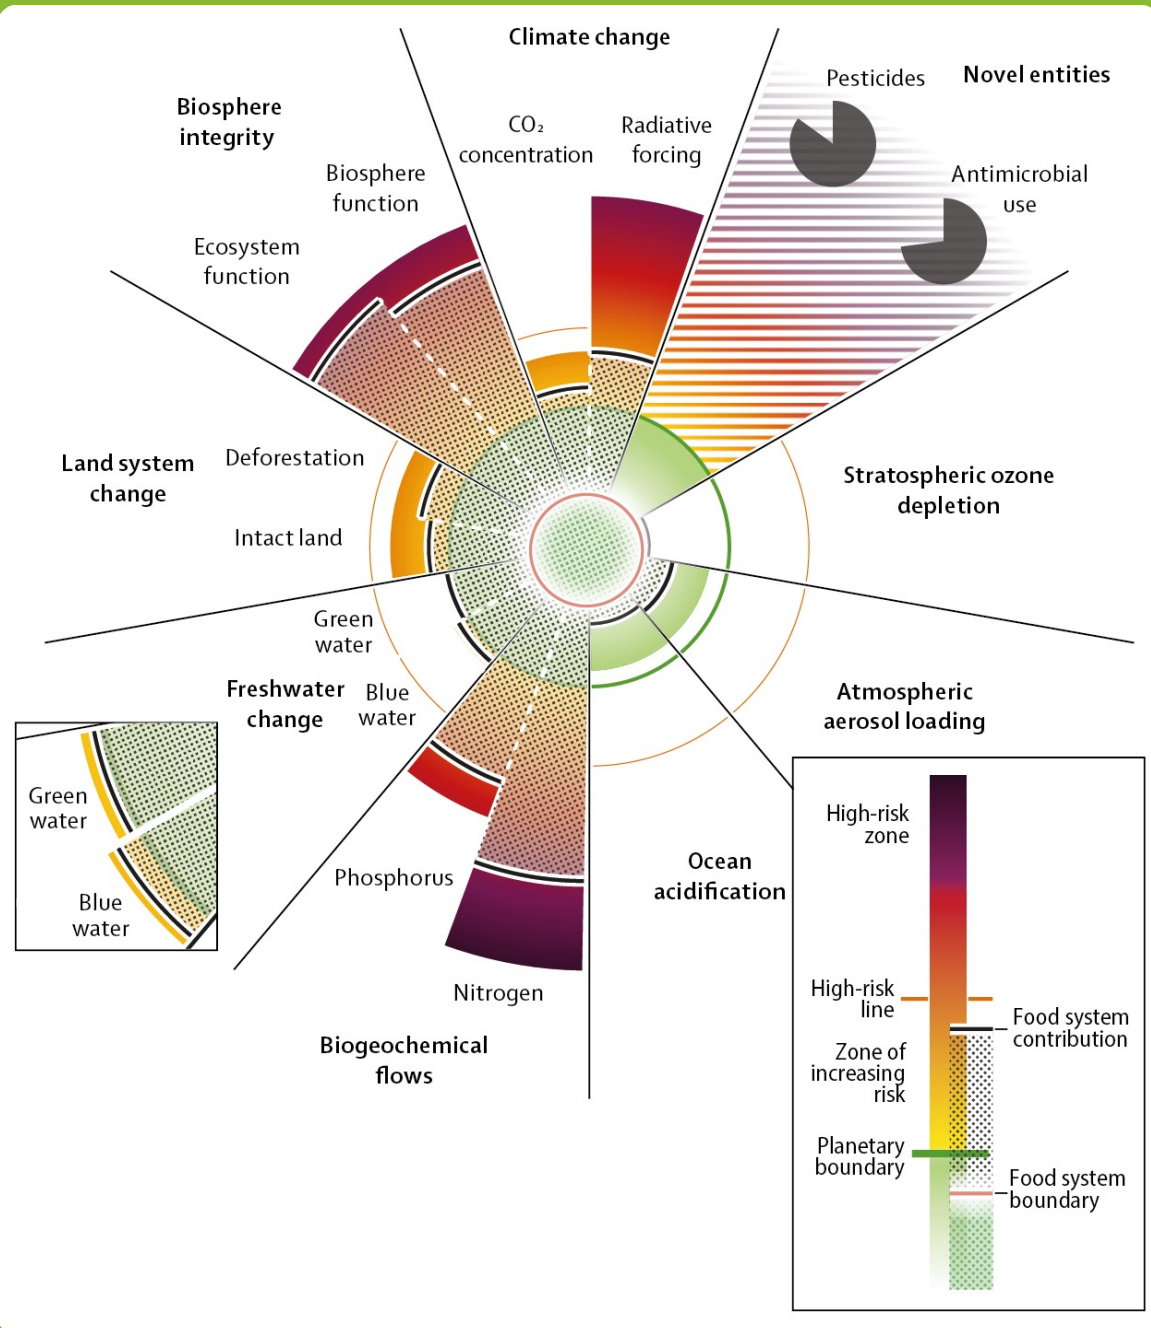 Climate change
Pesticides
Novel entities
Biosphere
integrity
CO₂
concentration
Radiative
forcing
Biosphere
function
Antimicrobial
use
Ecosystem
function
Land system
change
Deforestation
Stratospheric ozone
depletion
Intact land
Green
water
Freshwater
change
Blue
water
Atmospheric
aerosol loading
Green
water
Blue
water
Phosphorus
Ocean
acidification
Nitrogen
Biogeochemical
flows
High-risk
zone
High-risk
line
Food system
contribution
Zone of
increasing
risk
Planetary
boundary
Food system
boundary